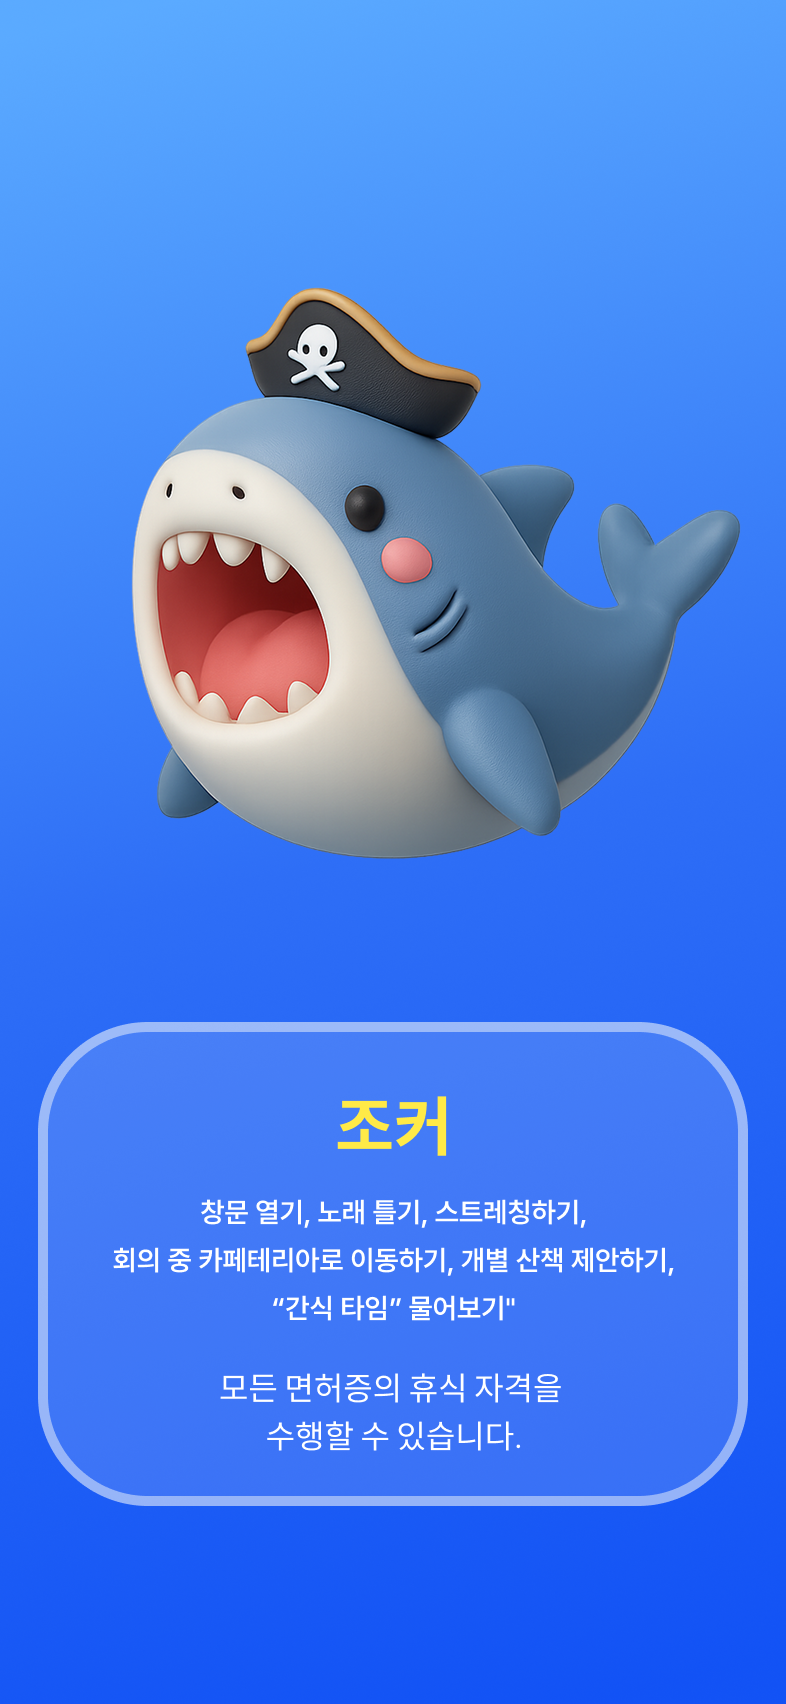 조커
창문 열기, 노래 틀기, 스트레칭하기,
회의 중 카페테리아로 이동하기, 개별 산책 제안하기,
“간식 타임” 물어보기"
모든 면허증의 휴식 자격을
수행할 수 있습니다.